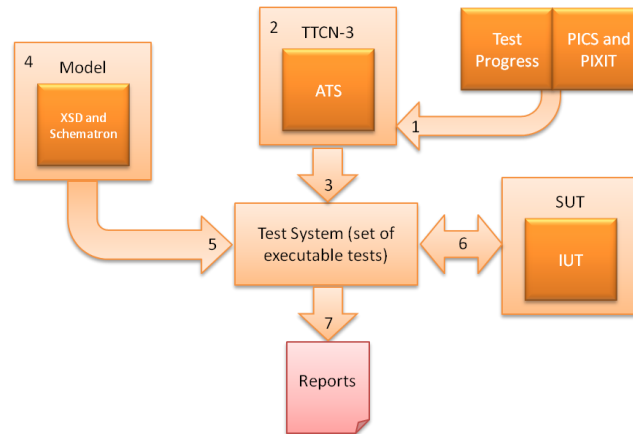 2
TTCN-3
ATS
Test
Progress
PICS and
PIXIT
4
Model
XSD and
Schematron
1
3
SUT
IUT
Test System (set of
executable tests)
5
6
7
Reports